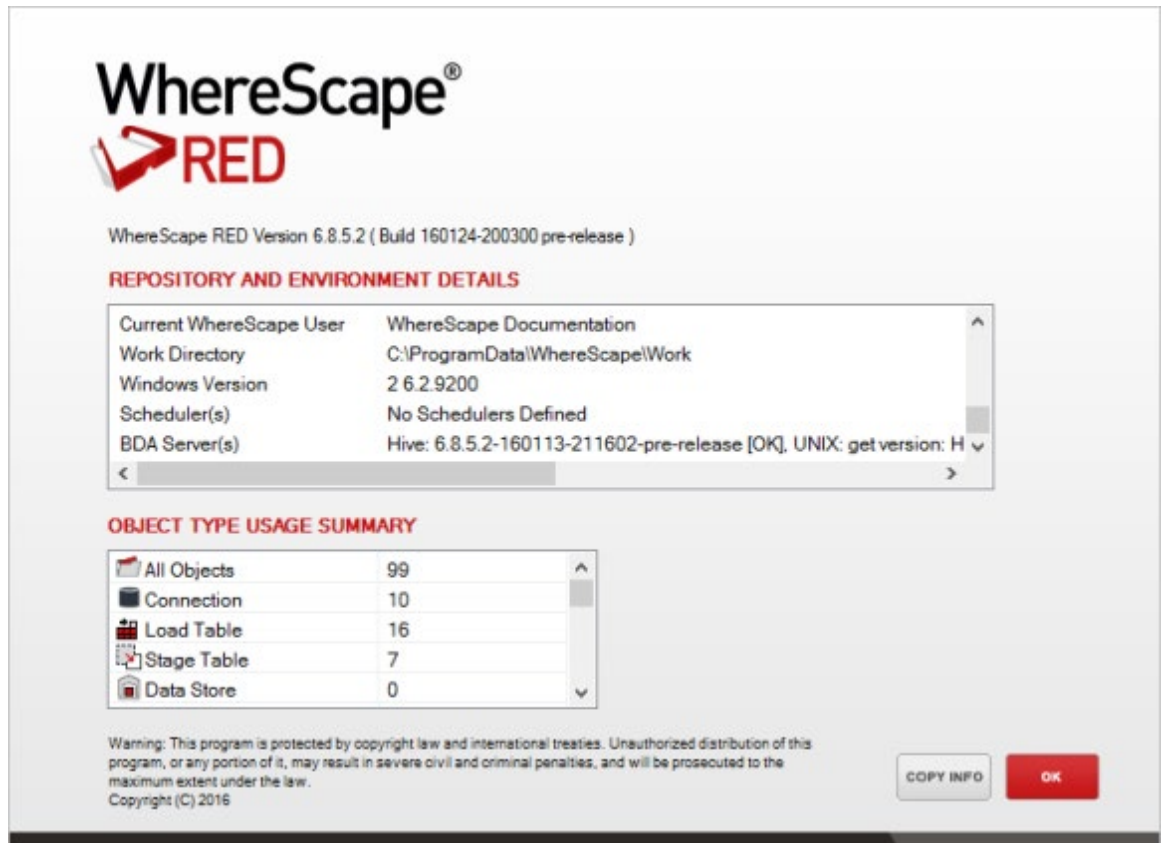 WhereScape®
RED
WhereScape RED Version 6.8.5.2 ( Build 160124-200300 pre-release )
REPOSITORY AND ENVIRONMENT DETAILS
Current WhereScape User WhereScape Documentation
Work Directory C:\ProgramData\WhereScape\Work
Windows Version 2 6.2.9200
Scheduler(s) No Schedulers Defined
BDA Server(s) Hive: 6.8.5.2-160113-211602-pre-release [OK], UNIX: get version: H
OBJECT TYPE USAGE SUMMARY
All Objects 99
Connection 10
Load Table 16
Stage Table 7
Data Store 0
Warning: This program is protected by copyright law and international treaties. Unauthorized distribution of this
program, or any portion of it, may result in severe civil and criminal penalties, and will be prosecuted to the
maximum extent under the law.
Copyright (C) 2016
COPY INFO
OK